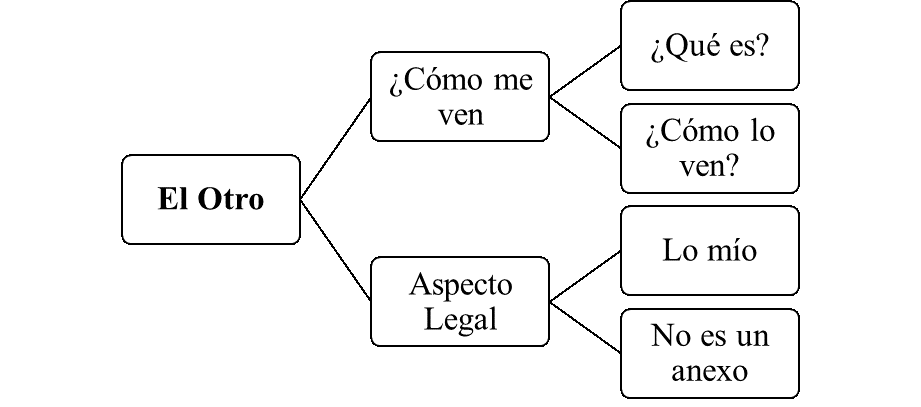 El Otro
¿Cómo me
ven
¿Qué es?
¿Cómo lo
ven?
Aspecto
Legal
Lo mío
No es un
anexo